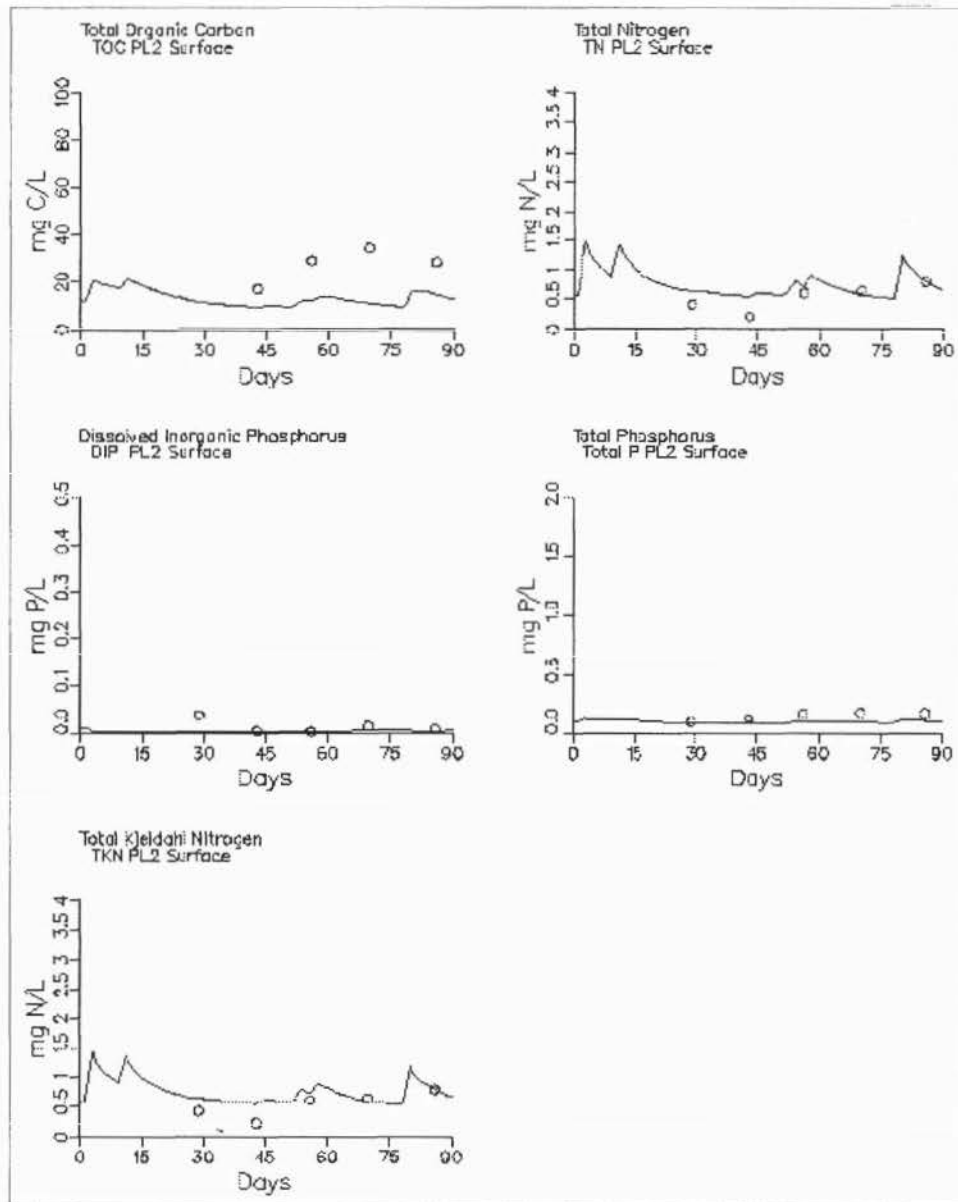 Total Organic Carbon
TOC PL2 Surface
mg C/L
0 20 40 60 80 100
0 15 30 45 60 75 90
Days
Total Nitrogen
TN PL2 Surface
mg N/L
0 0.5 1 1.5 2 2.5 3 3.5 4
0 15 30 45 60 75 90
Days
Dissolved Inorganic Phosphorus
DIP PL2 Surface
mg P/L
0.0 0.1 0.2 0.3 0.4 0.5
0 15 30 45 60 75 90
Days
Total Phosphorus
Total P PL2 Surface
mg P/L
0.0 0.5 1.0 1.5 2.0
0 15 30 45 60 75 90
Days
Total Kjeldahl Nitrogen
TKN PL2 Surface
mg N/L
0 0.5 1 1.5 2 2.5 3 3.5 4
0 15 30 45 60 75 90
Days